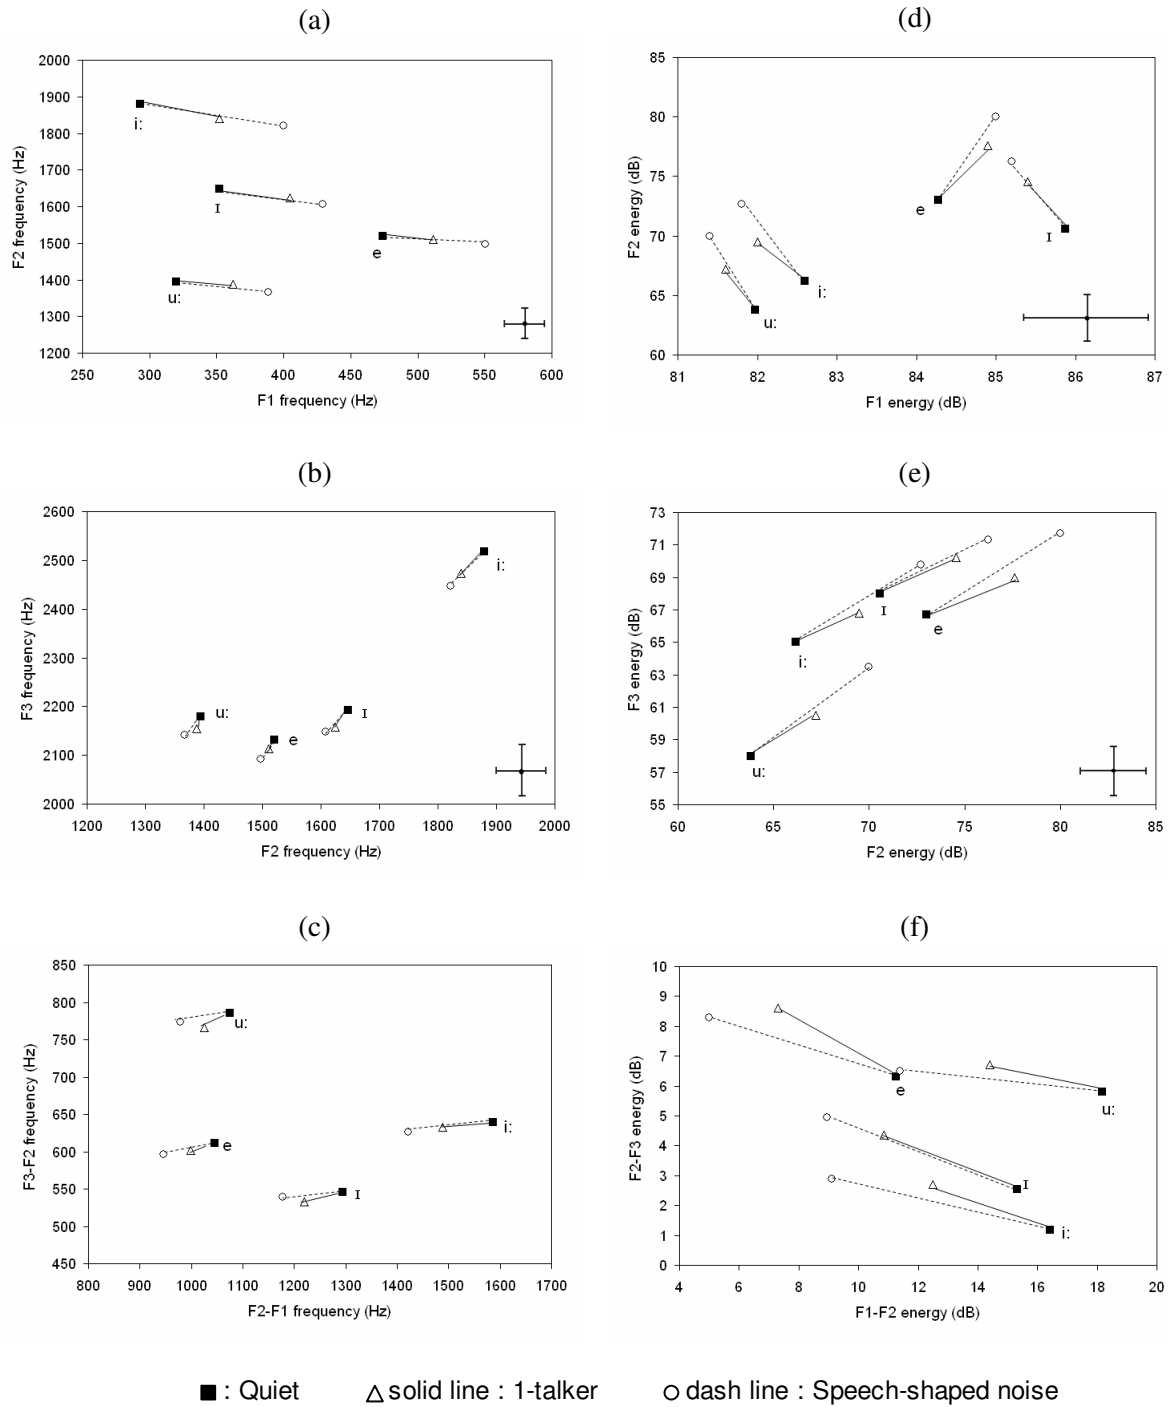 (a)
2000
1900
1800
1700
1600
1500
1400
1300
1200
F2 frequency (Hz)
i:
ɪ
e
u:
250 300 350 400 450 500 550 600
F1 frequency (Hz)
(d)
85
80
75
70
65
60
F2 energy (dB)
e
ɪ
i:
u:
81 82 83 84 85 86 87
F1 energy (dB)
(b)
2600
2500
2400
2300
2200
2100
2000
F3 frequency (Hz)
i:
u:
ɪ
e
1200 1300 1400 1500 1600 1700 1800 1900 2000
F2 frequency (Hz)
(e)
73
71
69
67
65
63
61
59
57
55
F3 energy (dB)
ɪ
e
i:
u:
60 65 70 75 80 85
F2 energy (dB)
(c)
850
800
750
700
650
600
550
500
450
F3-F2 frequency (Hz)
u:
i:
e
ɪ
800 900 1000 1100 1200 1300 1400 1500 1600 1700
F2-F1 frequency (Hz)
(f)
10
9
8
7
6
5
4
3
2
1
0
F2-F3 energy (dB)
e
u:
ɪ
i:
4 6 8 10 12 14 16 18 20
F1-F2 energy (dB)
■ : Quiet △ solid line : 1-talker ○ dash line : Speech-shaped noise